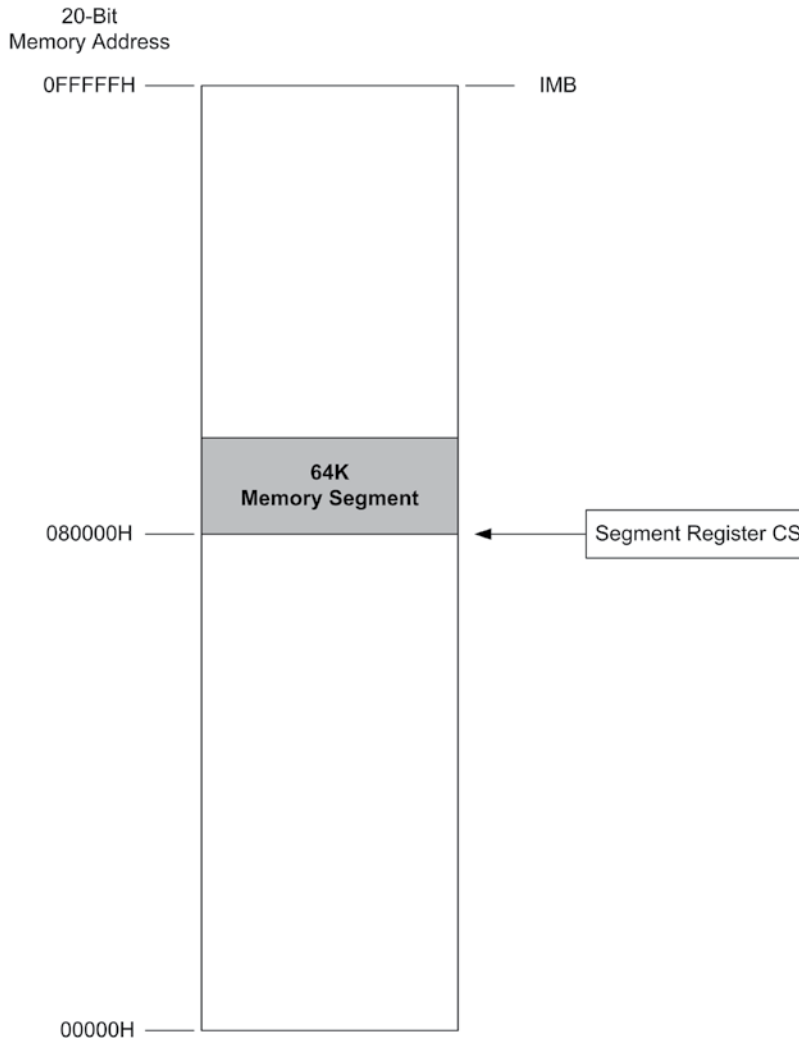 20-Bit
Memory Address
0FFFFFH
IMB
64K
Memory Segment
080000H
Segment Register CS
00000H